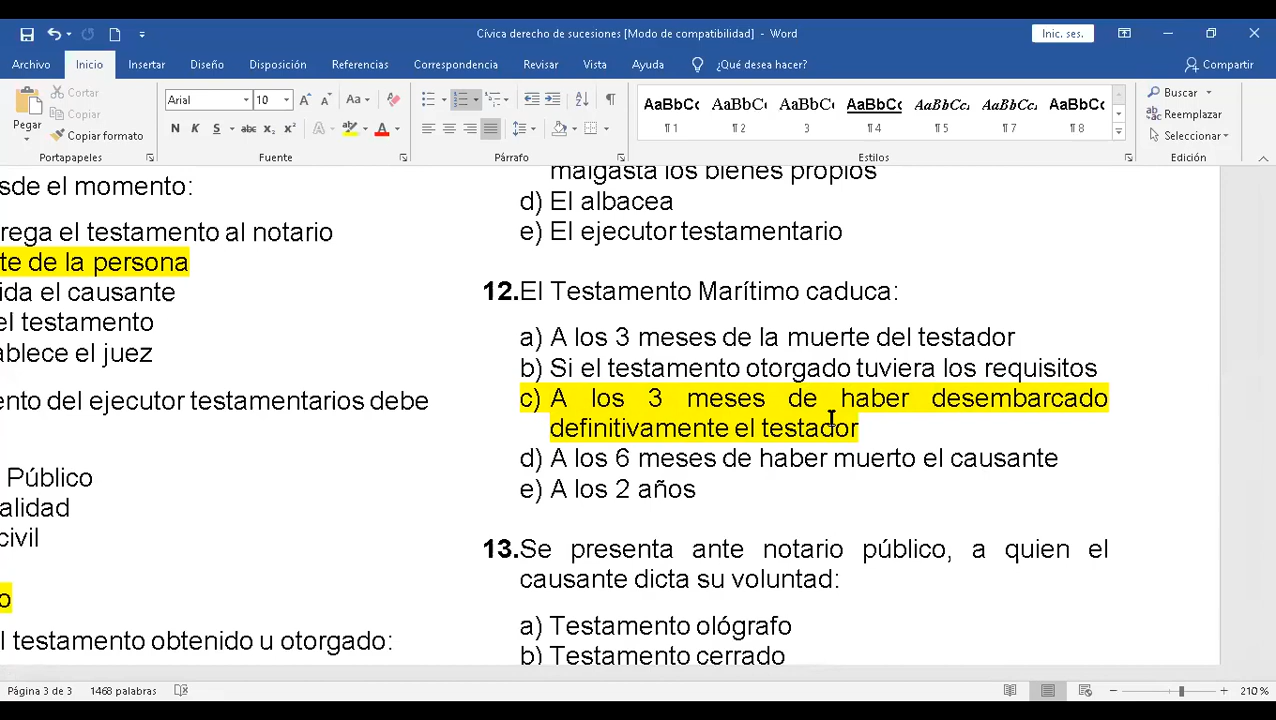 Cívica derecho de sucesiones [Modo de compatibilidad] - Word
Inic. ses.
Archivo Inicio Insertar Diseño Disposición Referencias Correspondencia Revisar Vista Ayuda ¿Qué desea hacer? Compartir
Pegar
Cortar
Copiar
Copiar formato
Portapapeles
Arial 10
Aa
N K S abc x₂ x²
A A
Fuente
Párrafo
AaBbCc AaBbC AaBbC AaBbCc AaBbCc AaBbCc AaBbCc
¶ 1 ¶ 2 3 ¶ 4 ¶ 5 ¶ 7 ¶ 8
Estilos
Buscar
Reemplazar
Seleccionar
Edición
sde el momento:
rega el testamento al notario
te de la persona
ida el causante
el testamento
ablece el juez
ento del ejecutor testamentarios debe
Público
alidad
civil
o
l testamento obtenido u otorgado:
malgasta los bienes propios
d) El albacea
e) El ejecutor testamentario
12. El Testamento Marítimo caduca:
a) A los 3 meses de la muerte del testador
b) Si el testamento otorgado tuviera los requisitos
c) A los 3 meses de haber desembarcado
definitivamente el testador
d) A los 6 meses de haber muerto el causante
e) A los 2 años
13. Se presenta ante notario público, a quien el
causante dicta su voluntad:
a) Testamento ológrafo
b) Testamento cerrado
Página 3 de 3 1468 palabras 210 %